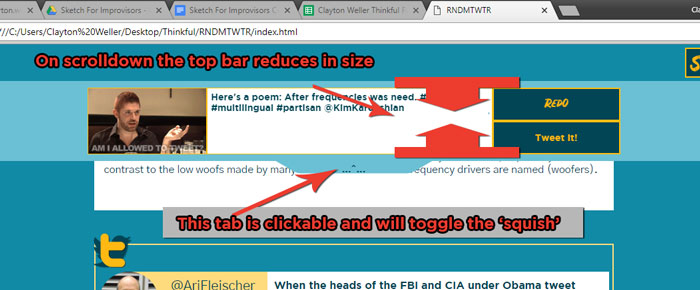 ton.w
Sketch For Improvisors -
Sketch For Improvisors C
Clayton Weller Thinkful F
RNDMTWTR
Cla
///C:/Users/Clayton%20Weller/Desktop/Thinkful/RNDMTWTR/index.html
On scrolldown the top bar reduces in size
S
Here's a poem: After frequencies was need. #
#multilingual #partisan @KimKardashian
AM I ALLOWED TO TWEET?
REDO
Tweet It!
contrast to the low woofs made by many
...^...
equency drivers are named (woofers).
This tab is clickable and will toggle the 'squish'
@AriFleischer
When the heads of the FBI and CIA under Obama tweet